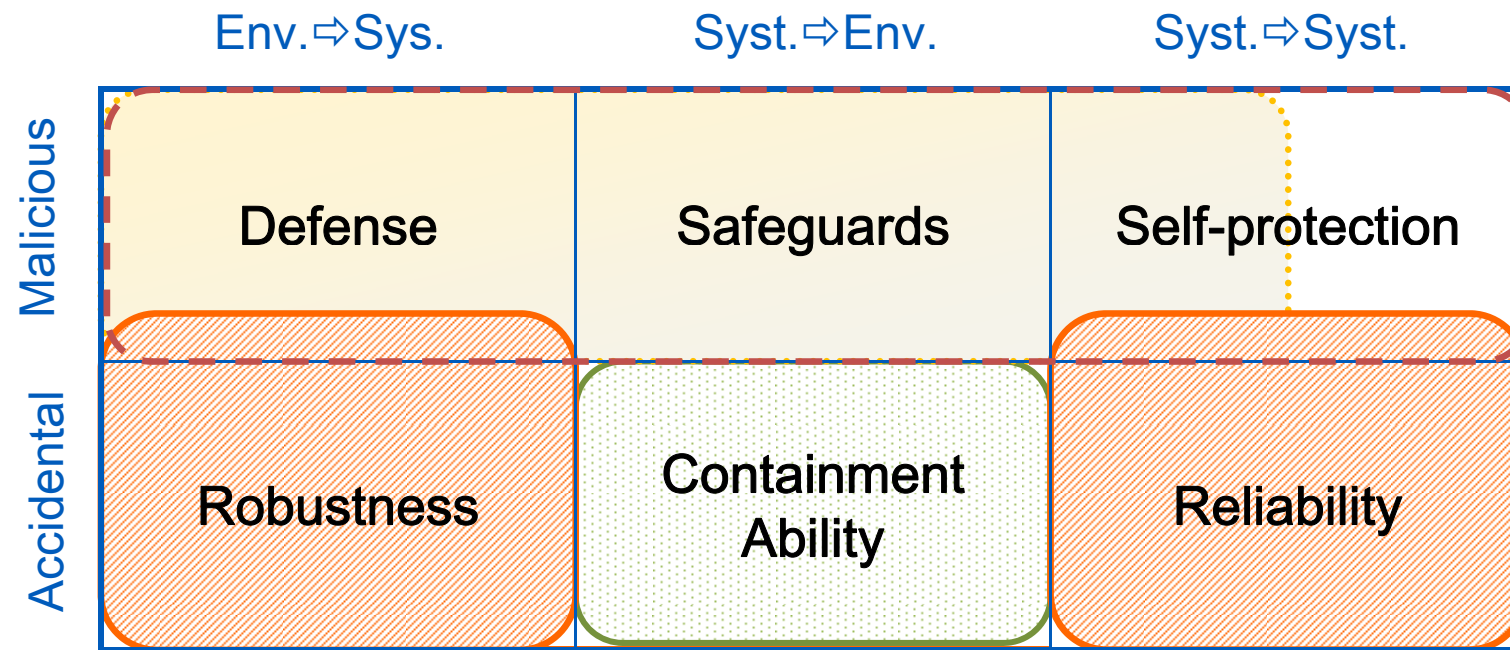 Env.⇨Sys.
Syst.⇨Env.
Syst.⇨Syst.
Malicious
Defense
Safeguards
Self-protection
Accidental
Robustness
Containment
Ability
Reliability